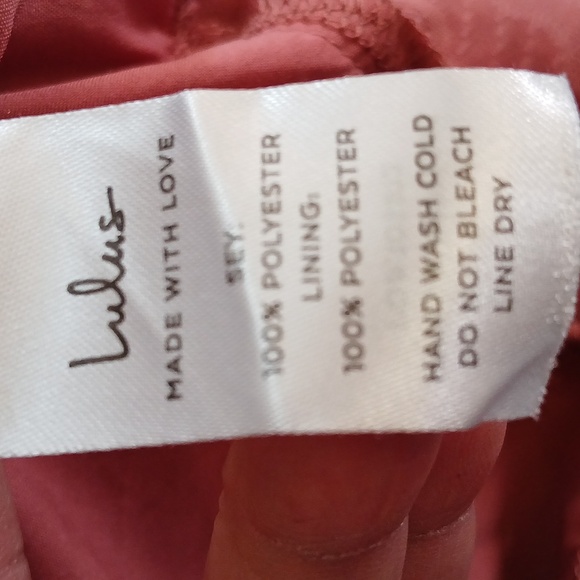 Lulus
MADE WITH LOVE
100% POLYESTER
LINING:
100% POLYESTER
HAND WASH COLD
DO NOT BLEACH
LINE DRY